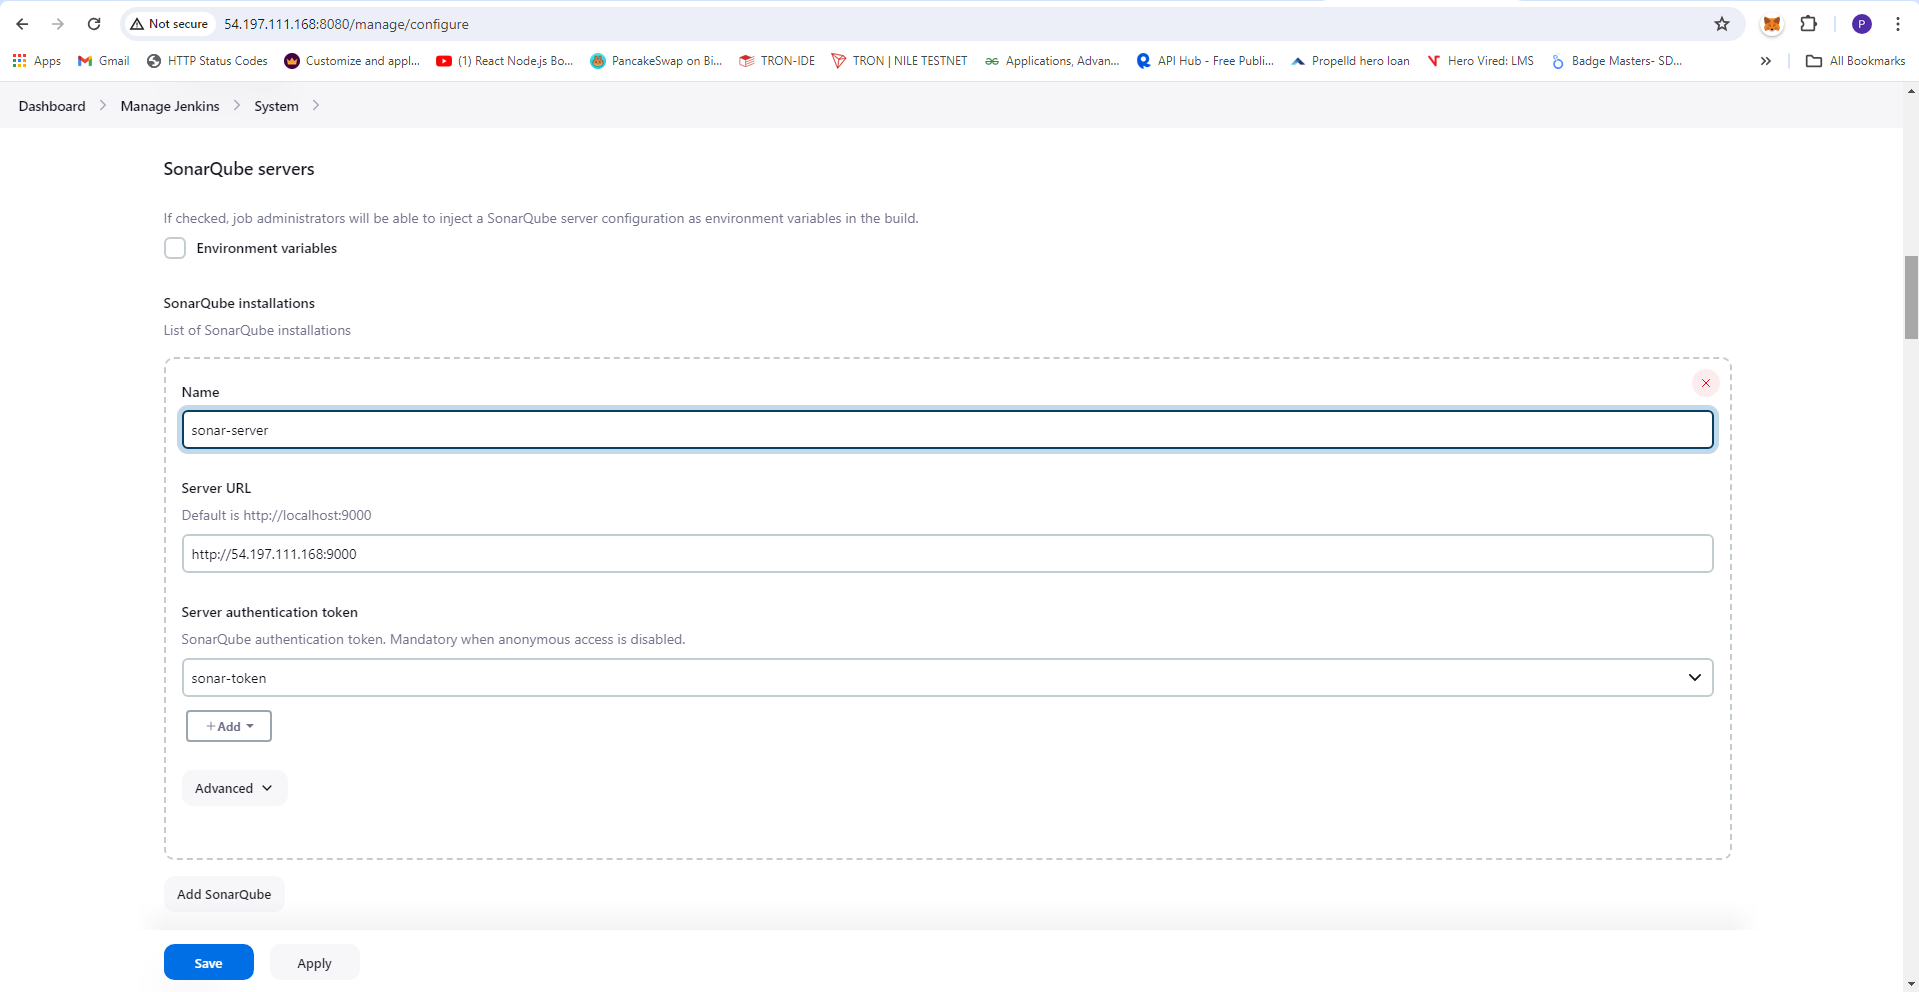 Not secure 54.197.111.168:8080/manage/configure P
Apps Gmail HTTP Status Codes Customize and appl... (1) React Node.js Bo... PancakeSwap on Bi... TRON-IDE TRON | NILE TESTNET Applications, Advan... API Hub - Free Publi... Propelld hero loan Hero Vired: LMS Badge Masters- SD... » All Bookmarks
Dashboard Manage Jenkins System
SonarQube servers
If checked, job administrators will be able to inject a SonarQube server configuration as environment variables in the build.
Environment variables
SonarQube installations
List of SonarQube installations
Name
sonar-server
Server URL
Default is http://localhost:9000
http://54.197.111.168:9000
Server authentication token
SonarQube authentication token. Mandatory when anonymous access is disabled.
sonar-token
+ Add
Advanced
Add SonarQube
Save Apply